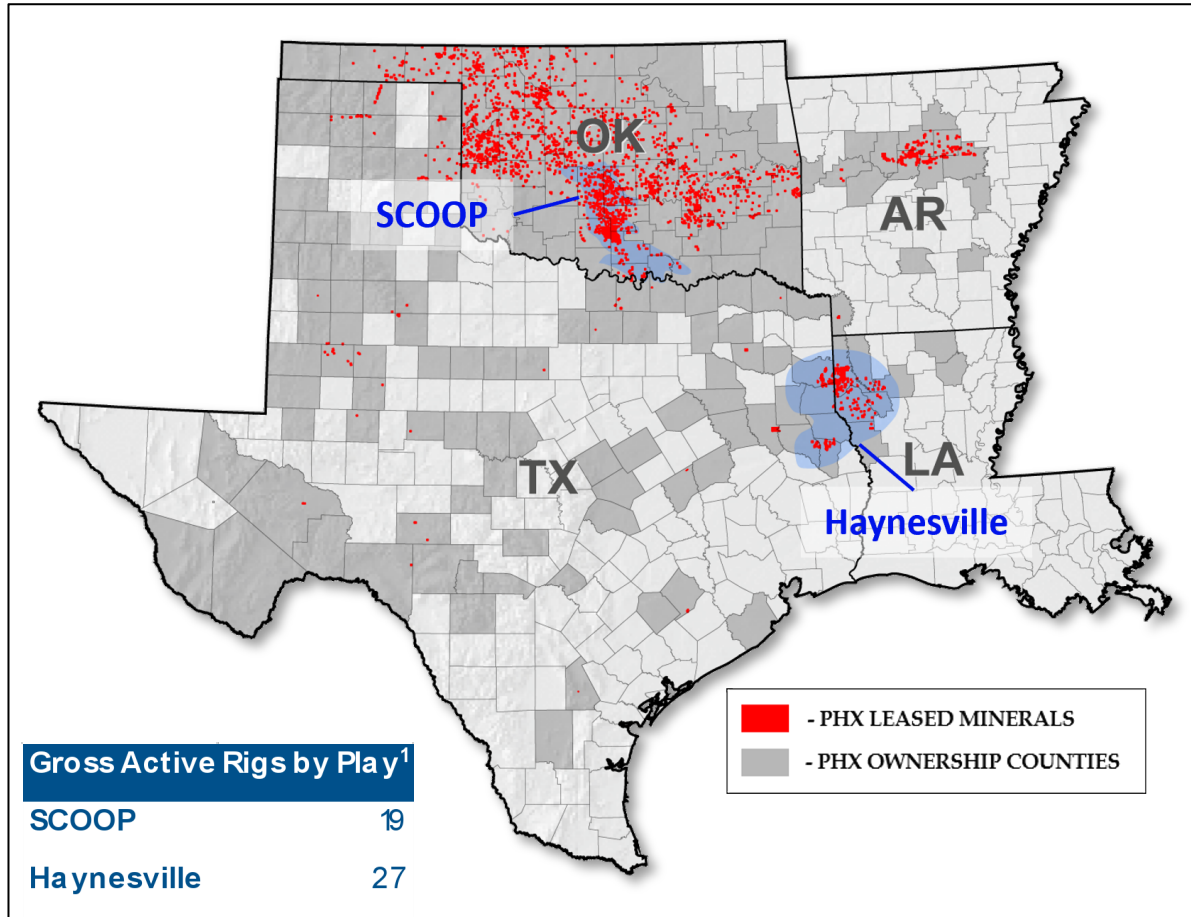 OK
SCOOP
AR
TX
LA
Haynesville
- PHX LEASED MINERALS
- PHX OWNERSHIP COUNTIES
Gross Active Rigs by Play¹
SCOOP 19
Haynesville 27